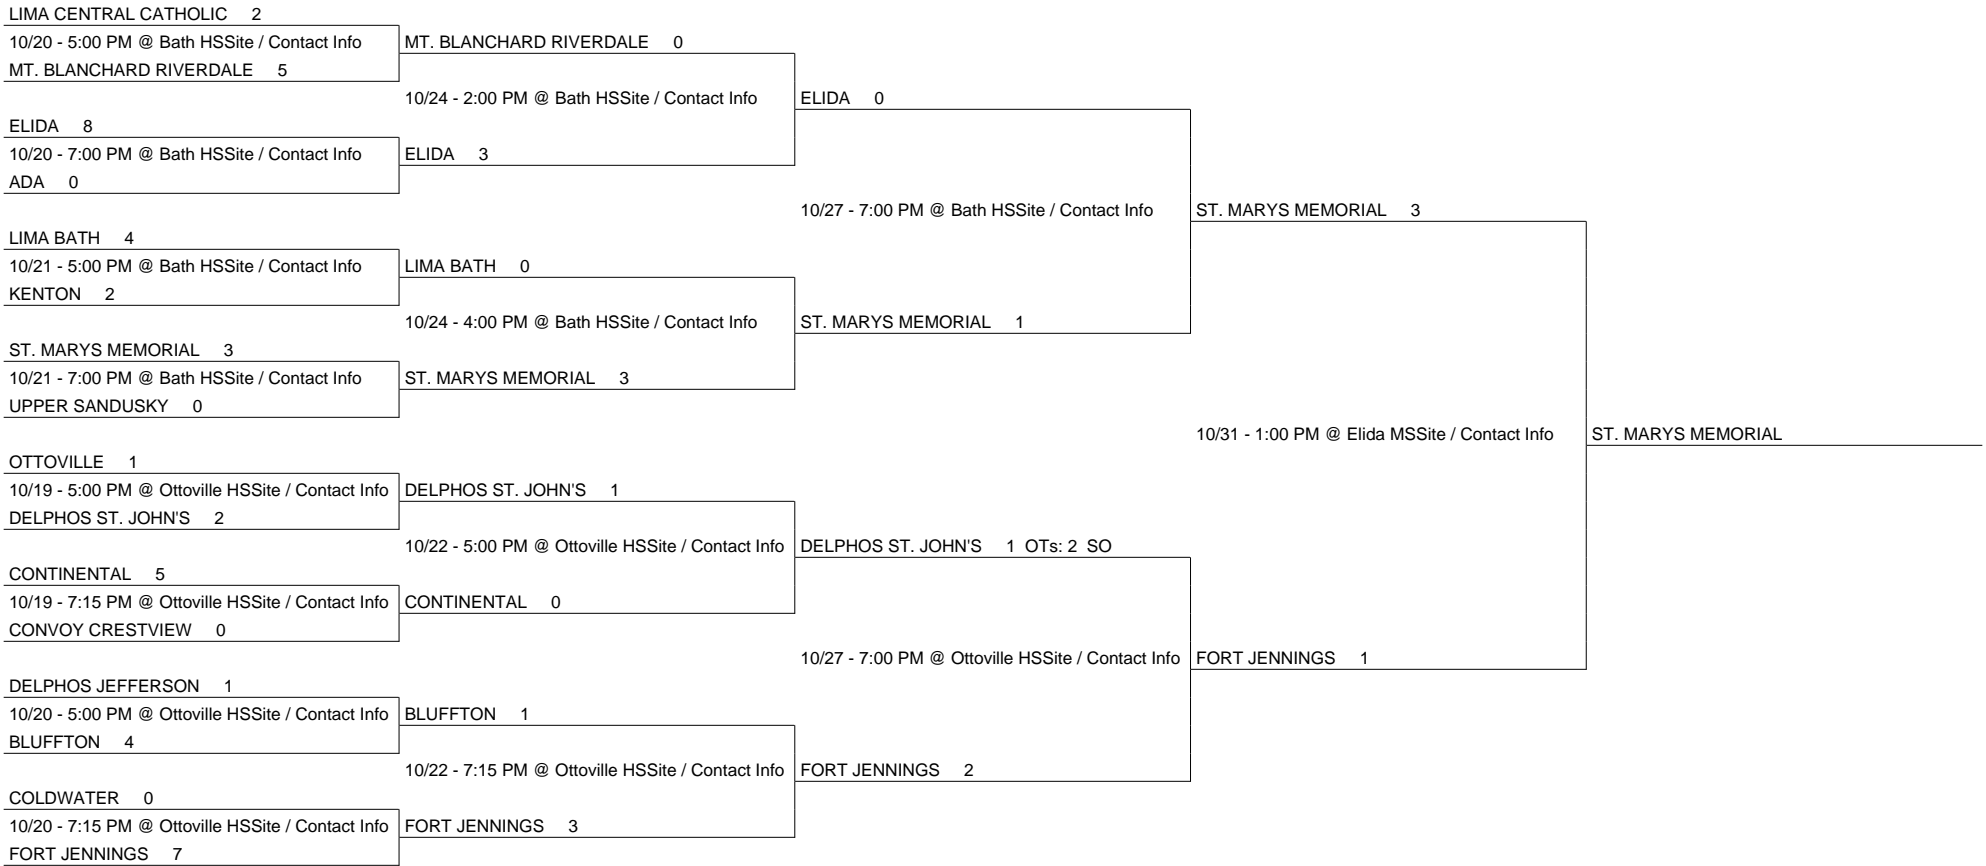 LIMA CENTRAL CATHOLIC 2
10/20 - 5:00 PM @ Bath HSSite / Contact Info
MT. BLANCHARD RIVERDALE 5
MT. BLANCHARD RIVERDALE 0
10/24 - 2:00 PM @ Bath HSSite / Contact Info
ELIDA 8
10/20 - 7:00 PM @ Bath HSSite / Contact Info
ADA 0
ELIDA 3
ELIDA 0
10/27 - 7:00 PM @ Bath HSSite / Contact Info
LIMA BATH 4
10/21 - 5:00 PM @ Bath HSSite / Contact Info
KENTON 2
LIMA BATH 0
10/24 - 4:00 PM @ Bath HSSite / Contact Info
ST. MARYS MEMORIAL 3
10/21 - 7:00 PM @ Bath HSSite / Contact Info
UPPER SANDUSKY 0
ST. MARYS MEMORIAL 3
ST. MARYS MEMORIAL 1
ST. MARYS MEMORIAL 3
10/31 - 1:00 PM @ Elida MSSite / Contact Info
ST. MARYS MEMORIAL
OTTOVILLE 1
10/19 - 5:00 PM @ Ottoville HSSite / Contact Info
DELPHOS ST. JOHN'S 2
DELPHOS ST. JOHN'S 1
10/22 - 5:00 PM @ Ottoville HSSite / Contact Info
CONTINENTAL 5
10/19 - 7:15 PM @ Ottoville HSSite / Contact Info
CONVOY CRESTVIEW 0
CONTINENTAL 0
DELPHOS ST. JOHN'S 1 OTs: 2 SO
10/27 - 7:00 PM @ Ottoville HSSite / Contact Info
FORT JENNINGS 1
DELPHOS JEFFERSON 1
10/20 - 5:00 PM @ Ottoville HSSite / Contact Info
BLUFFTON 4
BLUFFTON 1
10/22 - 7:15 PM @ Ottoville HSSite / Contact Info
FORT JENNINGS 2
COLDWATER 0
10/20 - 7:15 PM @ Ottoville HSSite / Contact Info
FORT JENNINGS 7
FORT JENNINGS 3